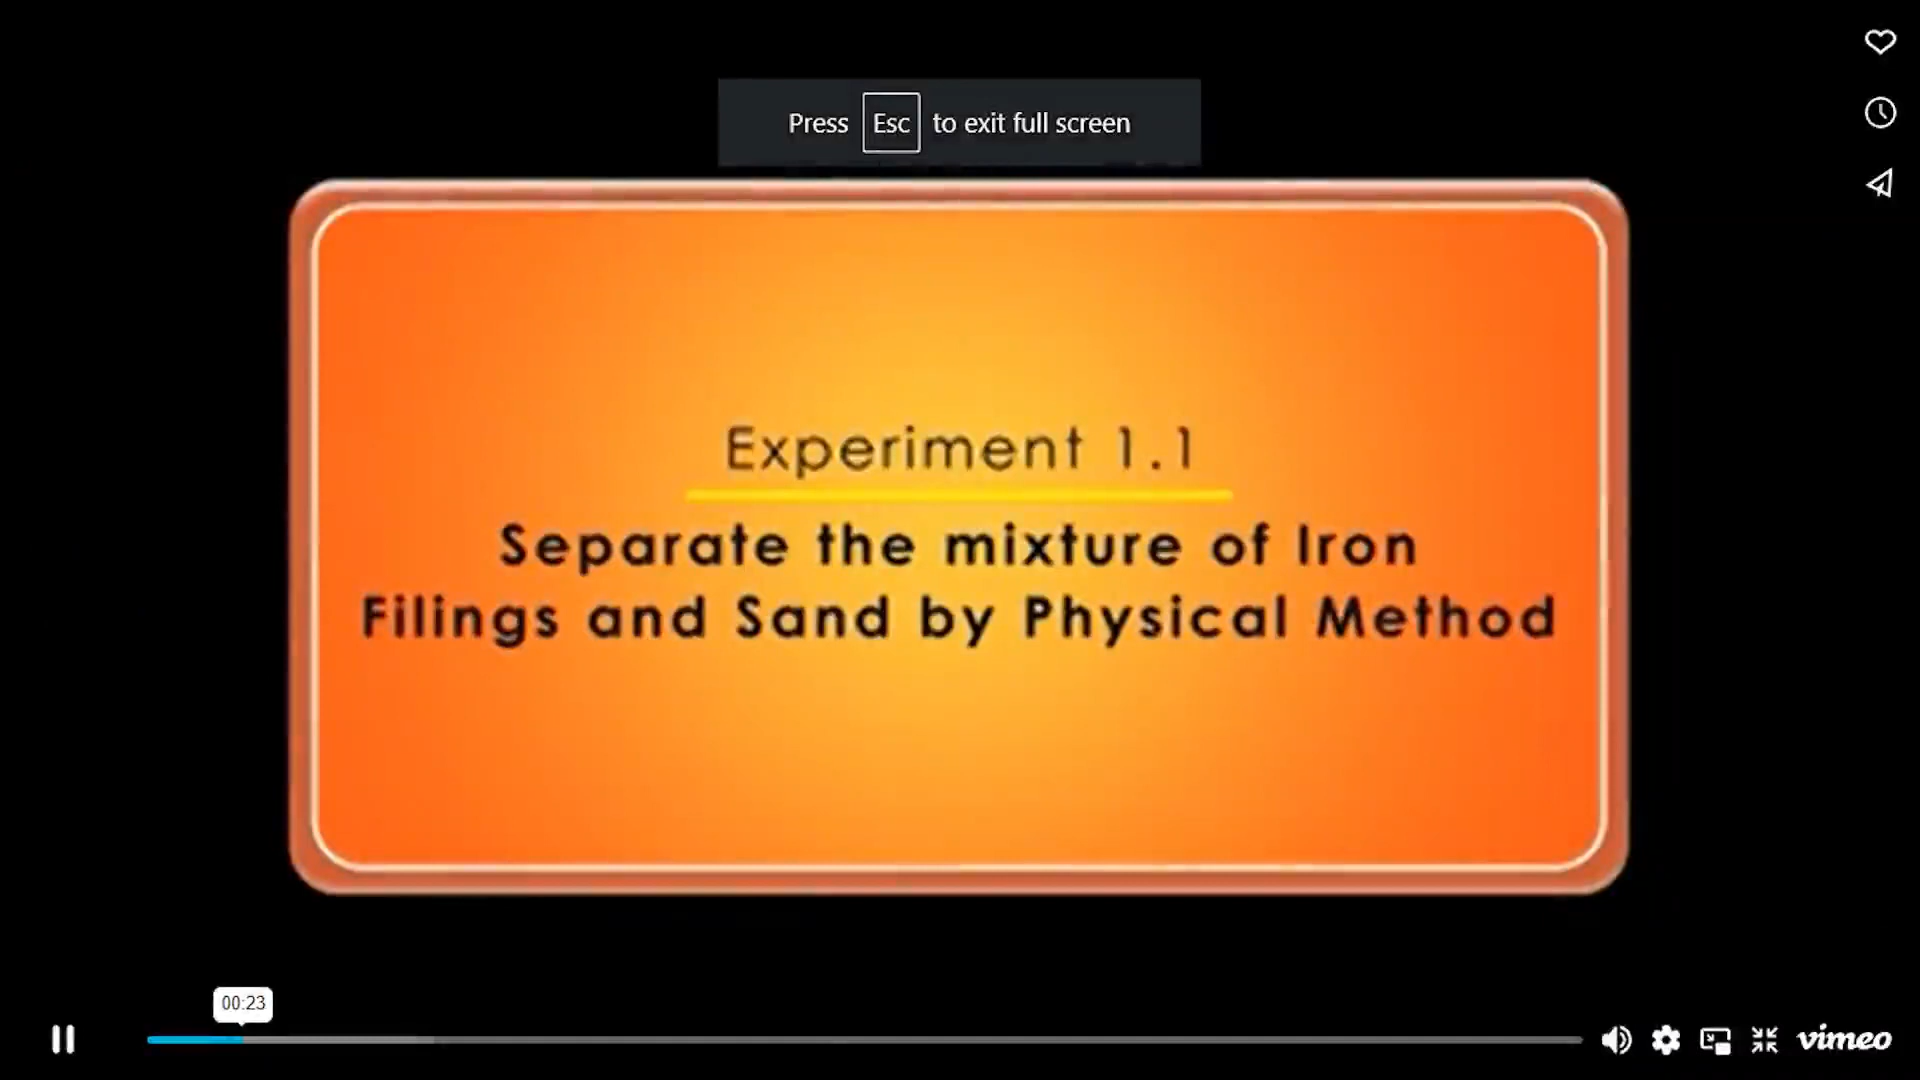 Press Esc to exit full screen
Experiment 1.1
Separate the mixture of Iron
Filings and Sand by Physical Method
00:23
vimeo